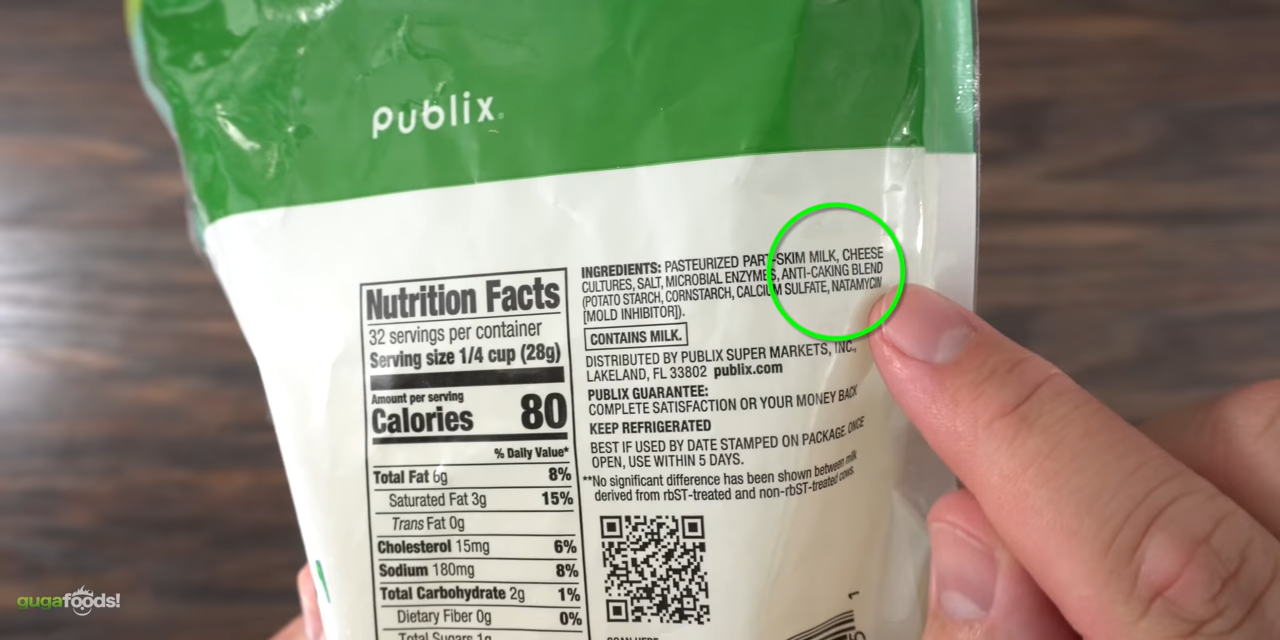 Publix.
INGREDIENTS: PASTEURIZED PART-SKIM MILK, CHEESE
CULTURES, SALT, MICROBIAL ENZYMES, ANTI-CAKING BLEND
(POTATO STARCH, CORNSTARCH, CALCIUM SULFATE, NATAMYCIN
[MOLD INHIBITOR]).
CONTAINS MILK.
DISTRIBUTED BY PUBLIX SUPER MARKETS, INC.,
LAKELAND, FL 33802 publix.com
PUBLIX GUARANTEE:
COMPLETE SATISFACTION OR YOUR MONEY BACK
KEEP REFRIGERATED
BEST IF USED BY DATE STAMPED ON PACKAGE. ONCE
OPEN, USE WITHIN 5 DAYS.
**No significant difference has been shown between milk
derived from rbST-treated and non-rbST-treated cows.
Nutrition Facts
32 servings per container
Serving size 1/4 cup (28g)
Amount per serving
Calories 80
% Daily Value*
Total Fat 6g 8%
Saturated Fat 3g 15%
Trans Fat 0g
Cholesterol 15mg 6%
Sodium 180mg 8%
Total Carbohydrate 2g 1%
Dietary Fiber 0g 0%
Total Sugars 1g
1
5
gugafoods!